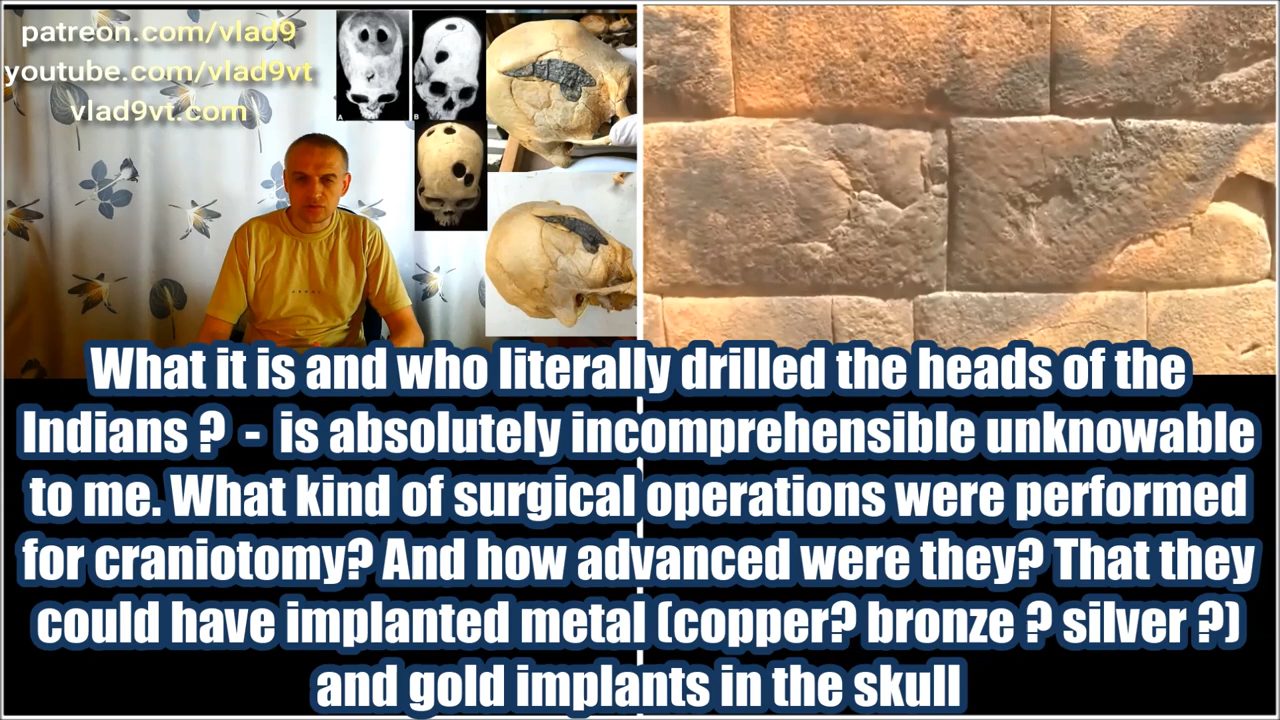 patreon.com/vlad9
youtube.com/vlad9vt
vlad9vt.com
A
B
What it is and who literally drilled the heads of the
Indians ? - is absolutely incomprehensible unknowable
to me. What kind of surgical operations were performed
for craniotomy? And how advanced were they? That they
could have implanted metal (copper? bronze ? silver ?)
and gold implants in the skull